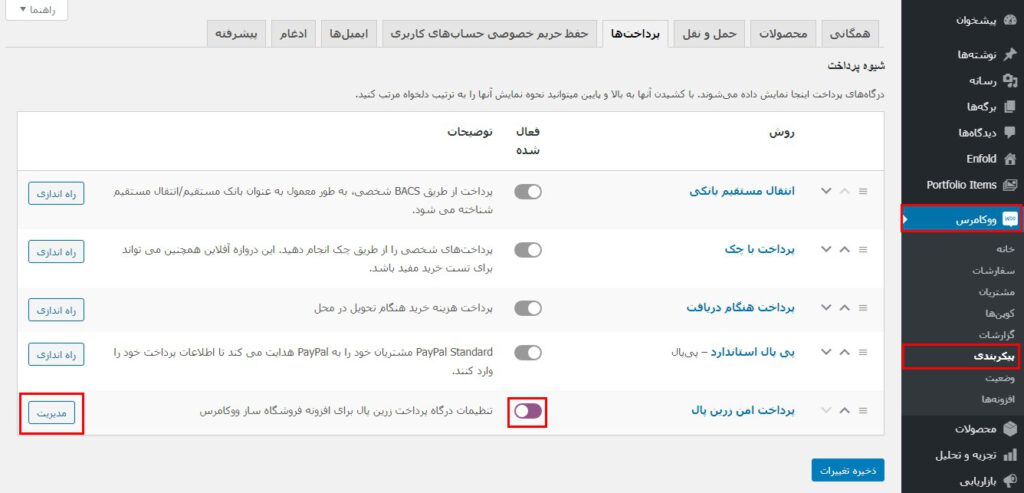 راهنما
همگانی
محصولات
حمل و نقل
پرداخت‌ها
حفظ حریم خصوصی حساب‌های کاربری
ایمیل‌ها
ادغام
پیشرفته
شیوه پرداخت
درگاه‌های پرداخت اینجا نمایش داده می‌شوند. با کشیدن آنها به بالا و پایین میتوانید نحوه نمایش آنها را به ترتیب دلخواه مرتب کنید.
روش
فعال
شده
توضیحات
انتقال مستقیم بانکی
پرداخت از طریق BACS شخصی، به طور معمول به عنوان بانک مستقیم/انتقال مستقیم
شناخته می شود.
راه اندازی
پرداخت با چک
پرداخت‌های شخصی را از طریق چک انجام دهید. این دروازه آفلاین همچنین می تواند
برای تست خرید مفید باشد.
راه اندازی
پرداخت هنگام دریافت
پرداخت هزینه خرید هنگام تحویل در محل
راه اندازی
پی پال استاندارد – پی‌پال
PayPal Standard مشتریان خود را به PayPal هدایت می کند تا اطلاعات پرداخت خود را
وارد کنند.
راه اندازی
پرداخت امن زرین پال
تنظیمات درگاه پرداخت زرین پال برای افزونه فروشگاه ساز ووکامرس
مدیریت
ذخیره تغییرات
پیشخوان
نوشته‌ها
رسانه
برگه‌ها
دیدگاه‌ها
Enfold
Portfolio Items
ووکامرس
خانه
سفارشات
مشتریان
کوپن‌ها
گزارشات
پیکربندی
وضعیت
افزونه‌ها
محصولات
تجزیه و تحلیل
بازاریابی